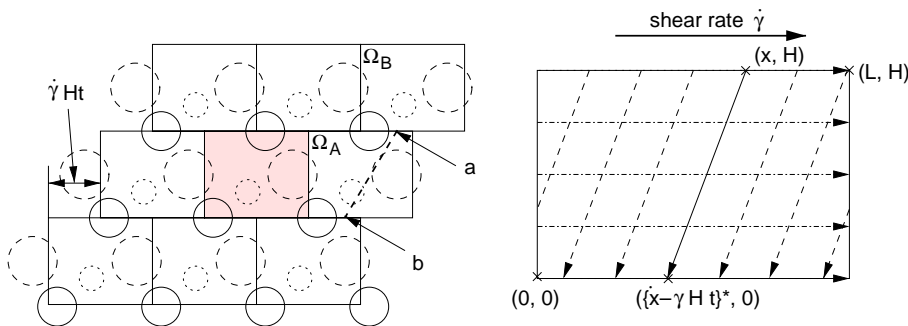 Ω_B
γ̇ Ht
Ω_A
a
b
shear rate γ̇
(x, H)
(L, H)
(0, 0)
({ẋ−γ H t}*, 0)